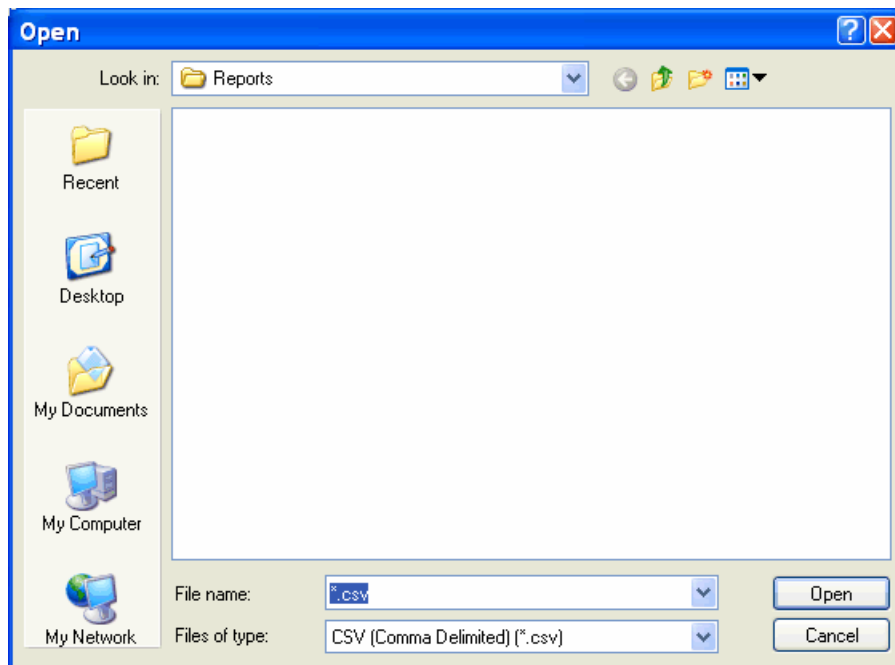 Open
Look in: Reports
Recent
Desktop
My Documents
My Computer
My Network
File name: *.csv Open
Files of type: CSV (Comma Delimited) (*.csv) Cancel